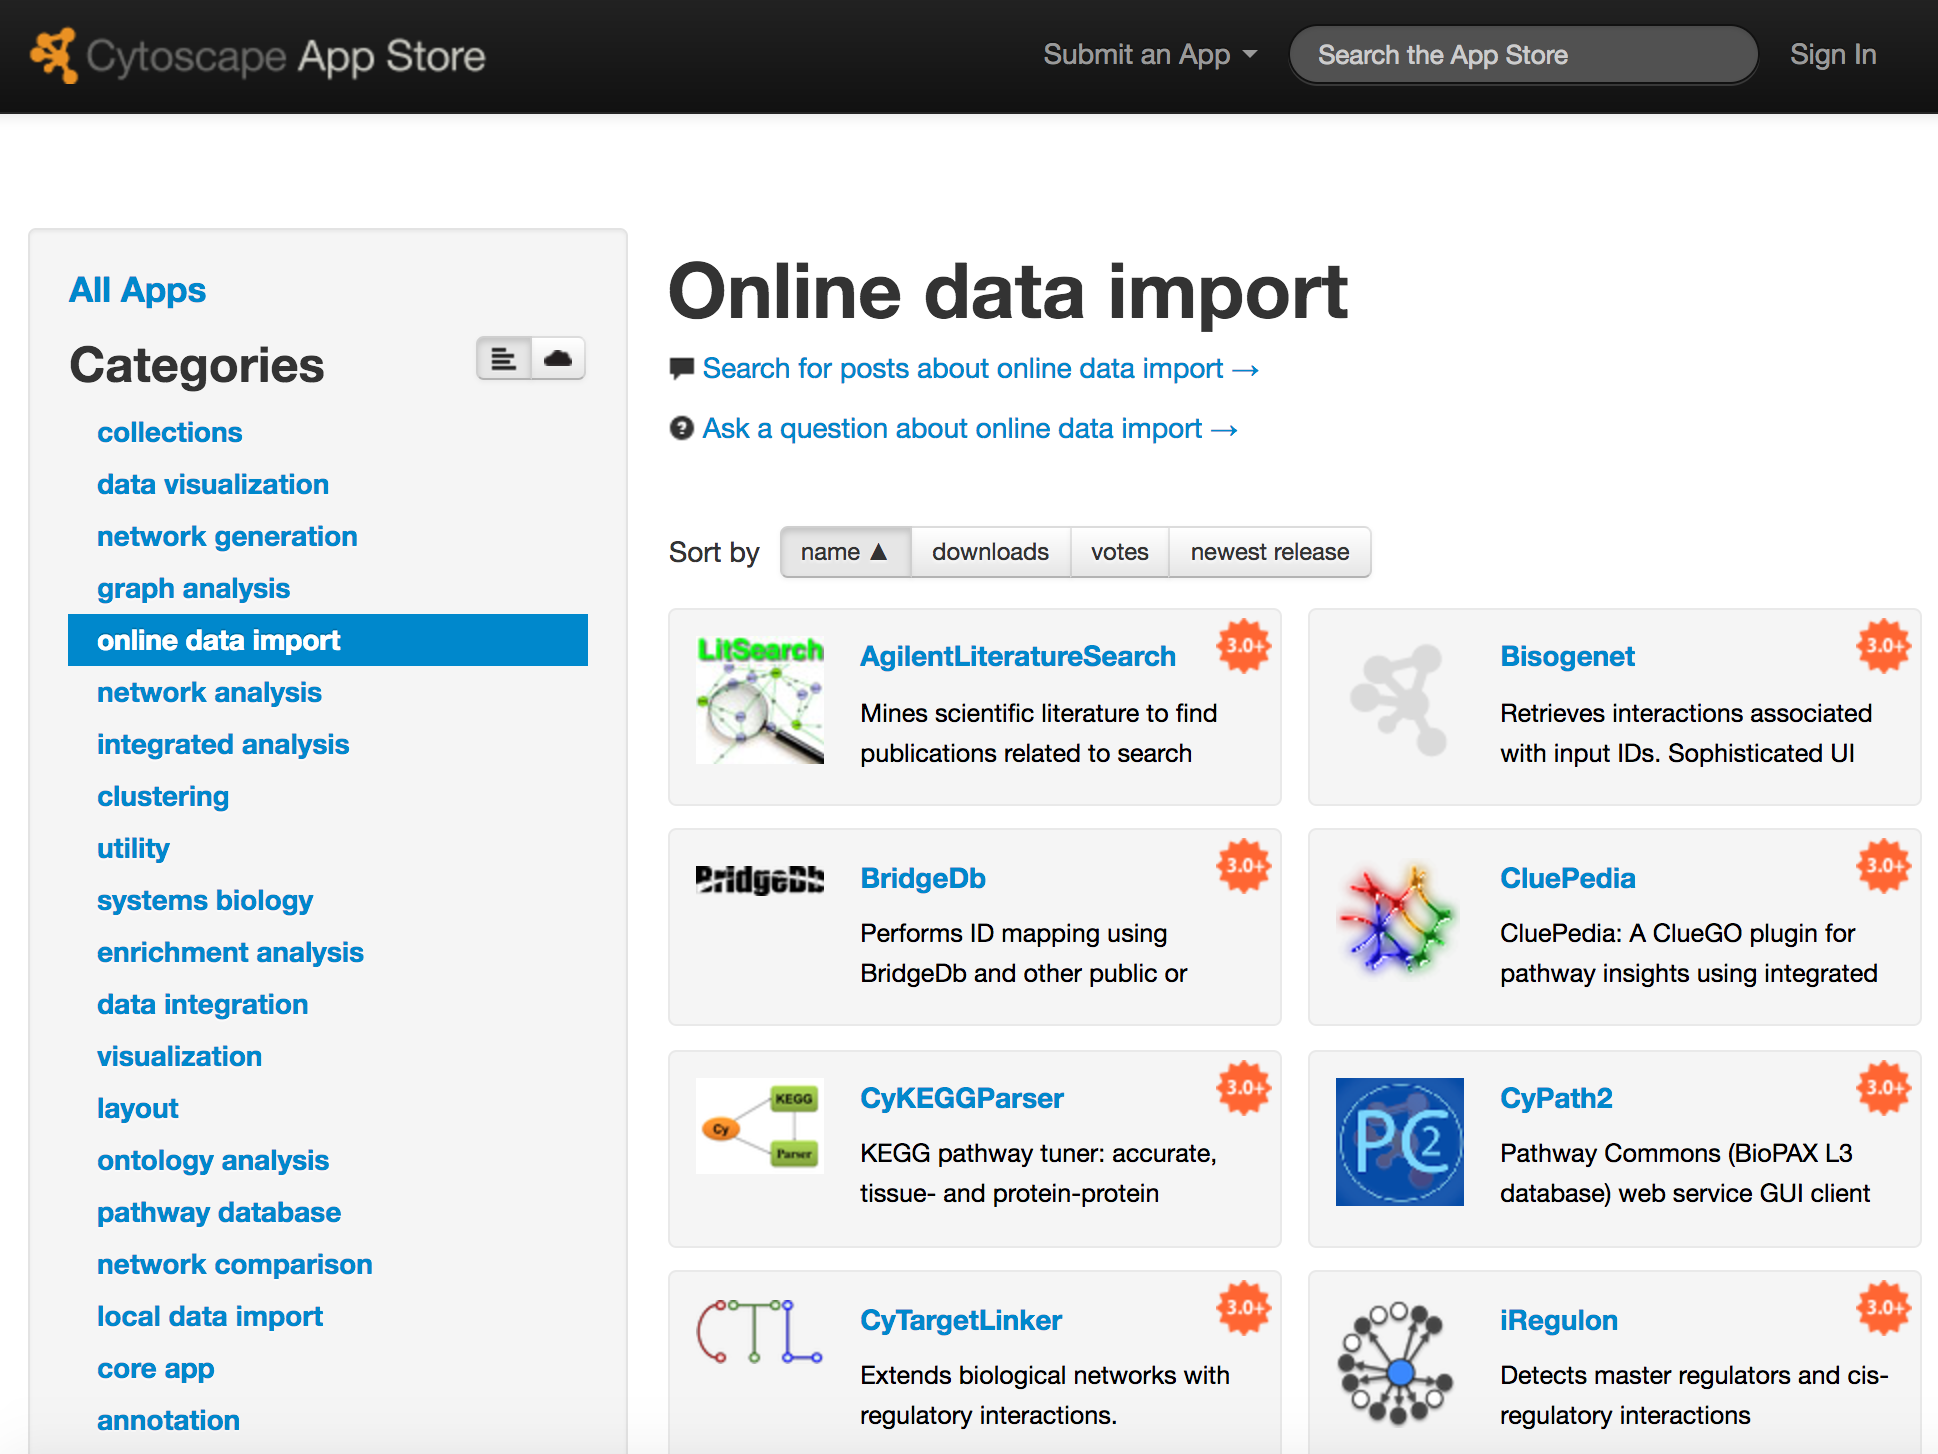 Cytoscape App Store
Submit an App
Search the App Store
Sign In
All Apps
Categories
collections
data visualization
network generation
graph analysis
online data import
network analysis
integrated analysis
clustering
utility
systems biology
enrichment analysis
data integration
visualization
layout
ontology analysis
pathway database
network comparison
local data import
core app
annotation
Online data import
Search for posts about online data import →
? Ask a question about online data import →
Sort by name ▲ downloads votes newest release
LitSearch
AgilentLiteratureSearch
3.0+
Mines scientific literature to find
publications related to search
Bisogenet
3.0+
Retrieves interactions associated
with input IDs. Sophisticated UI
BridgeDb
BridgeDb
3.0+
Performs ID mapping using
BridgeDb and other public or
CluePedia
3.0+
CluePedia: A ClueGO plugin for
pathway insights using integrated
KEGG
Cy
Parser
CyKEGGParser
3.0+
KEGG pathway tuner: accurate,
tissue- and protein-protein
PC2
CyPath2
3.0+
Pathway Commons (BioPAX L3
database) web service GUI client
CTL
CyTargetLinker
3.0+
Extends biological networks with
regulatory interactions.
iRegulon
3.0+
Detects master regulators and cis-
regulatory interactions